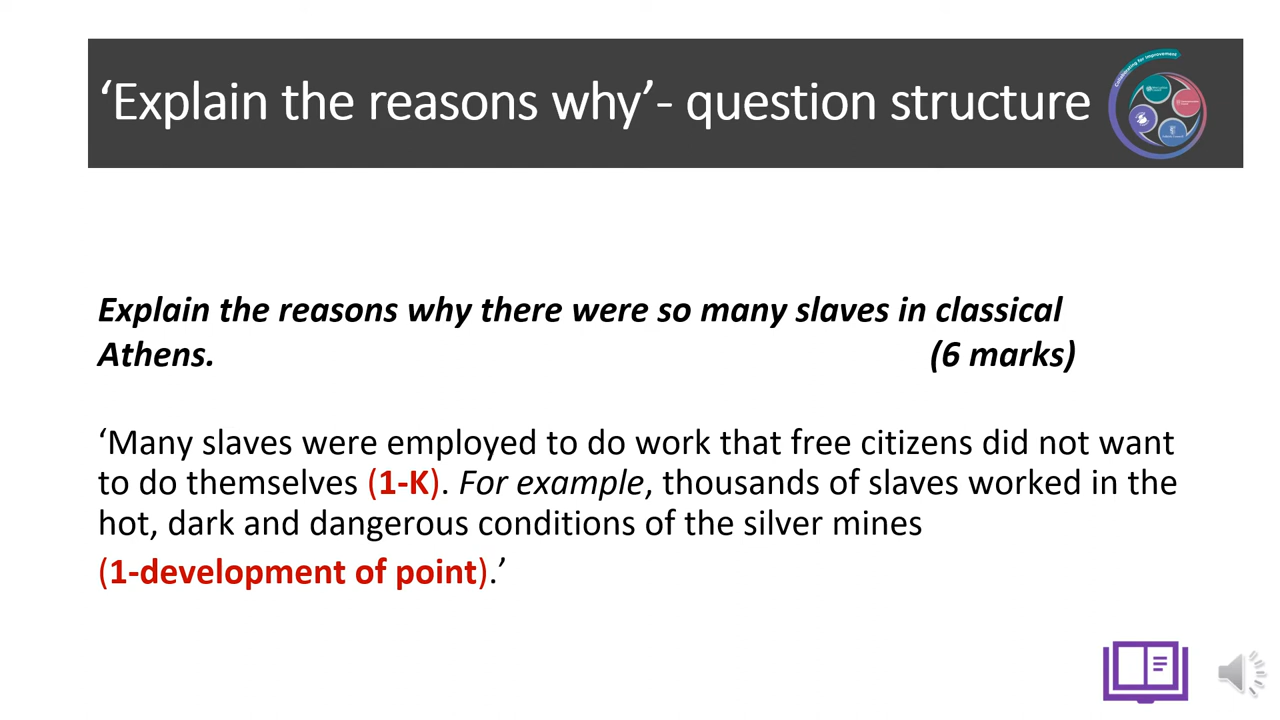 ‘Explain the reasons why’- question structure
Collaborating for Improvement
Explain the reasons why there were so many slaves in classical
Athens. (6 marks)
‘Many slaves were employed to do work that free citizens did not want
to do themselves (1-K). For example, thousands of slaves worked in the
hot, dark and dangerous conditions of the silver mines
(1-development of point).’